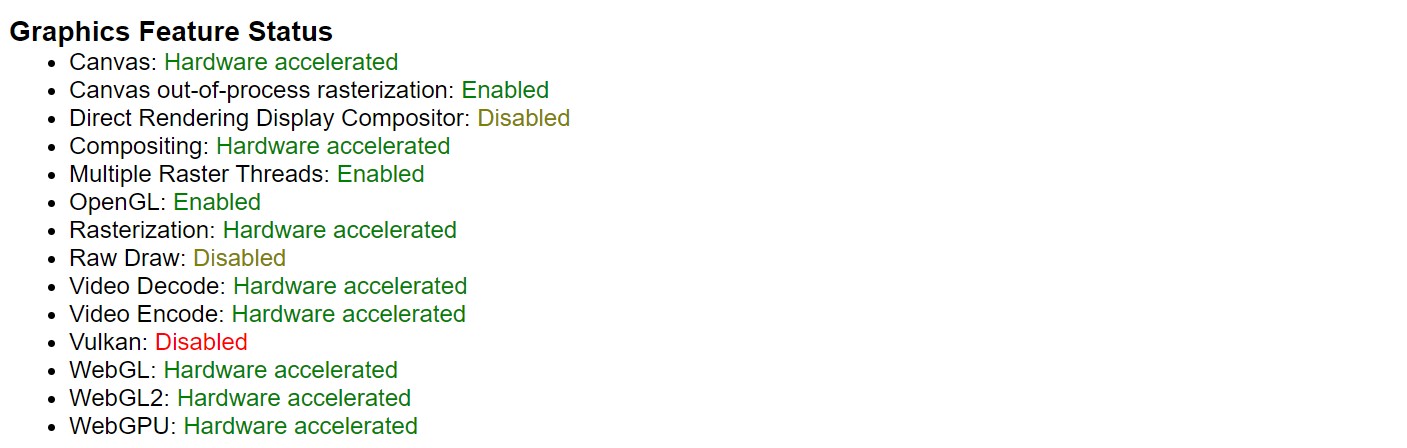 Graphics Feature Status
• Canvas: Hardware accelerated
• Canvas out-of-process rasterization: Enabled
• Direct Rendering Display Compositor: Disabled
• Compositing: Hardware accelerated
• Multiple Raster Threads: Enabled
• OpenGL: Enabled
• Rasterization: Hardware accelerated
• Raw Draw: Disabled
• Video Decode: Hardware accelerated
• Video Encode: Hardware accelerated
• Vulkan: Disabled
• WebGL: Hardware accelerated
• WebGL2: Hardware accelerated
• WebGPU: Hardware accelerated